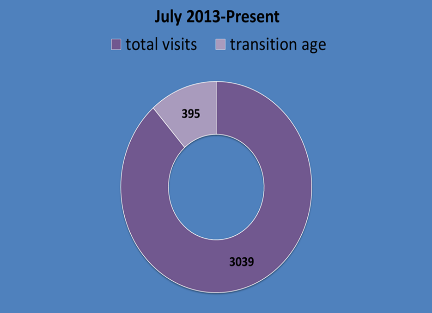 July 2013-Present
total visits transition age
395
3039